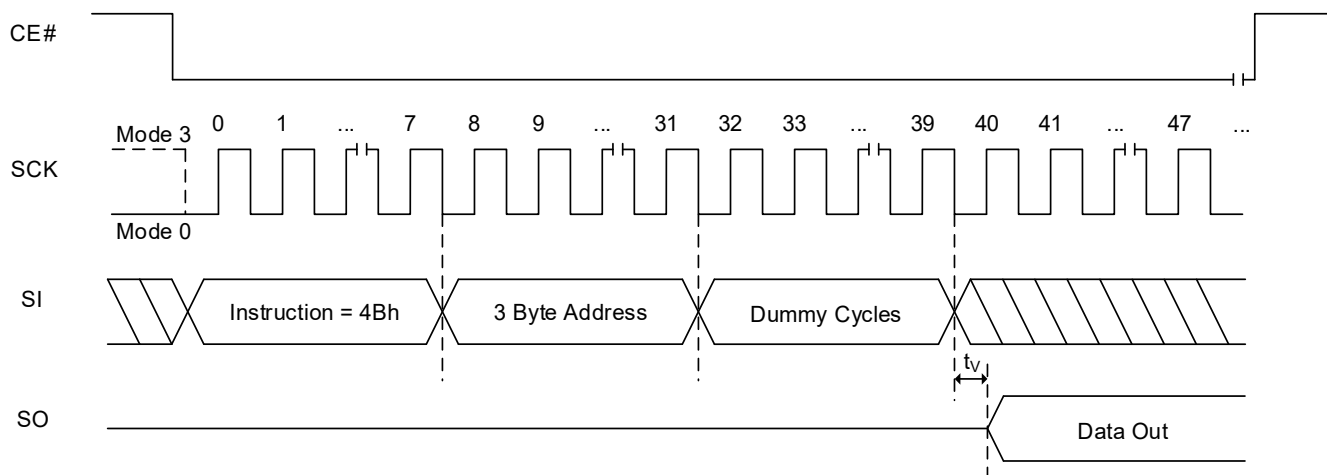 CE#
Mode 3
0 1 ... 7 8 9 ... 31 32 33 ... 39 40 41 ... 47 ...
SCK
Mode 0
SI
Instruction = 4Bh
3 Byte Address
Dummy Cycles
tV
SO
Data Out